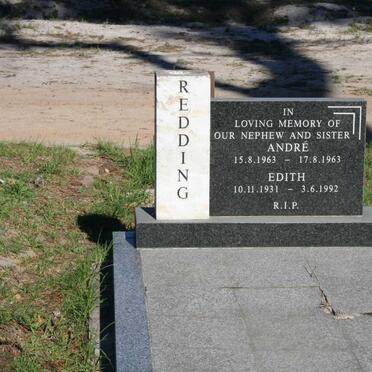 REDDING
IN
LOVING MEMORY OF
OUR NEPHEW AND SISTER
ANDRÉ
15.8.1963 – 17.8.1963
EDITH
10.11.1931 – 3.6.1992
R.I.P.